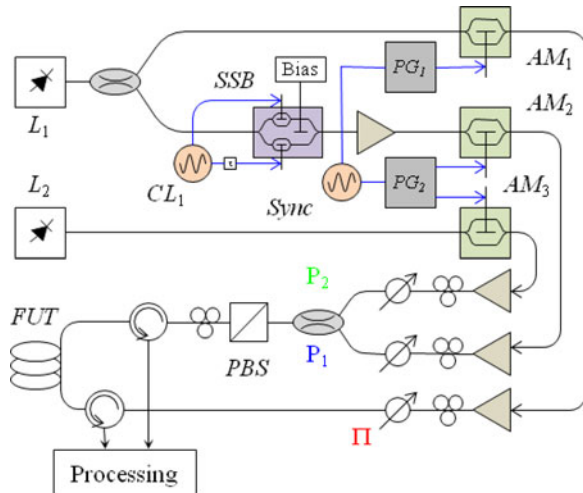 L1
SSB
Bias
PG1
AM1
AM2
CL1
Sync
τ
PG2
AM3
L2
P2
P1
FUT
PBS
Π
Processing